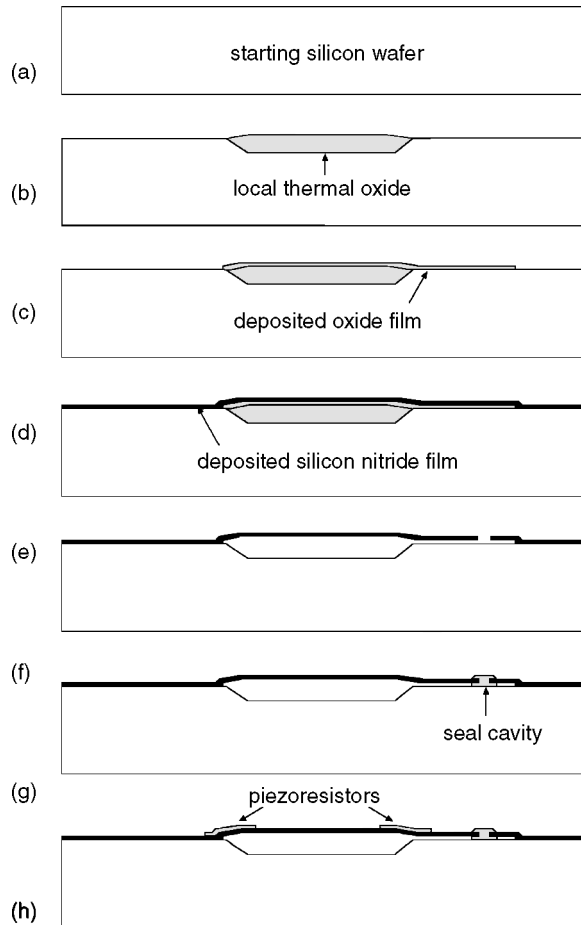 starting silicon wafer
(a)
(b)
local thermal oxide
(c)
deposited oxide film
(d)
deposited silicon nitride film
(e)
(f)
seal cavity
(g)
piezoresistors
(h)